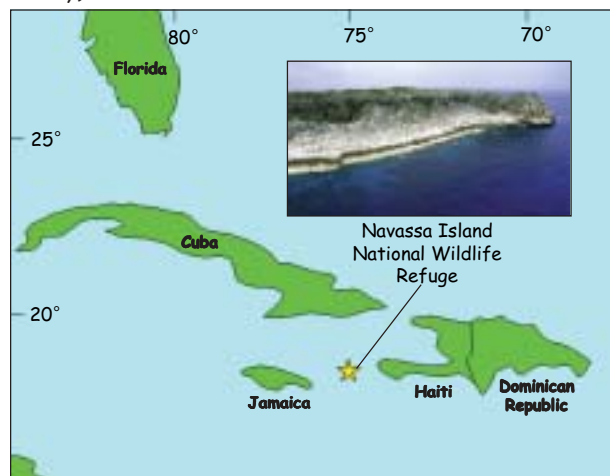 80°
75°
70°
Florida
25°
Navassa Island
National Wildlife
Refuge
Cuba
20°
Jamaica
Haiti
Dominican
Republic